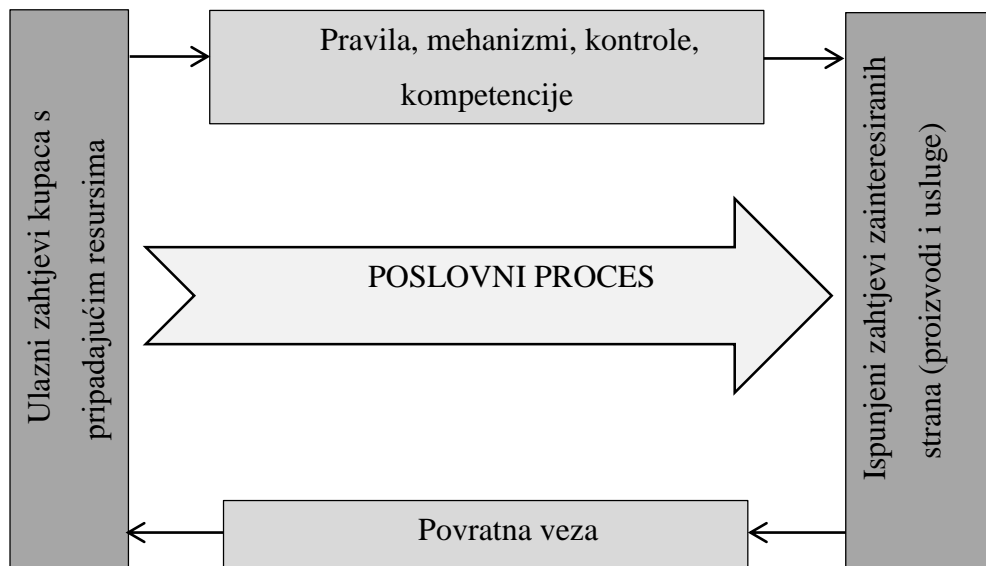 Ulazni zahtjevi kupaca s
pripadajućim resursima
Pravila, mehanizmi, kontrole,
kompetencije
POSLOVNI PROCES
Povratna veza
Ispunjeni zahtjevi zainteresiranih
strana (proizvodi i usluge)